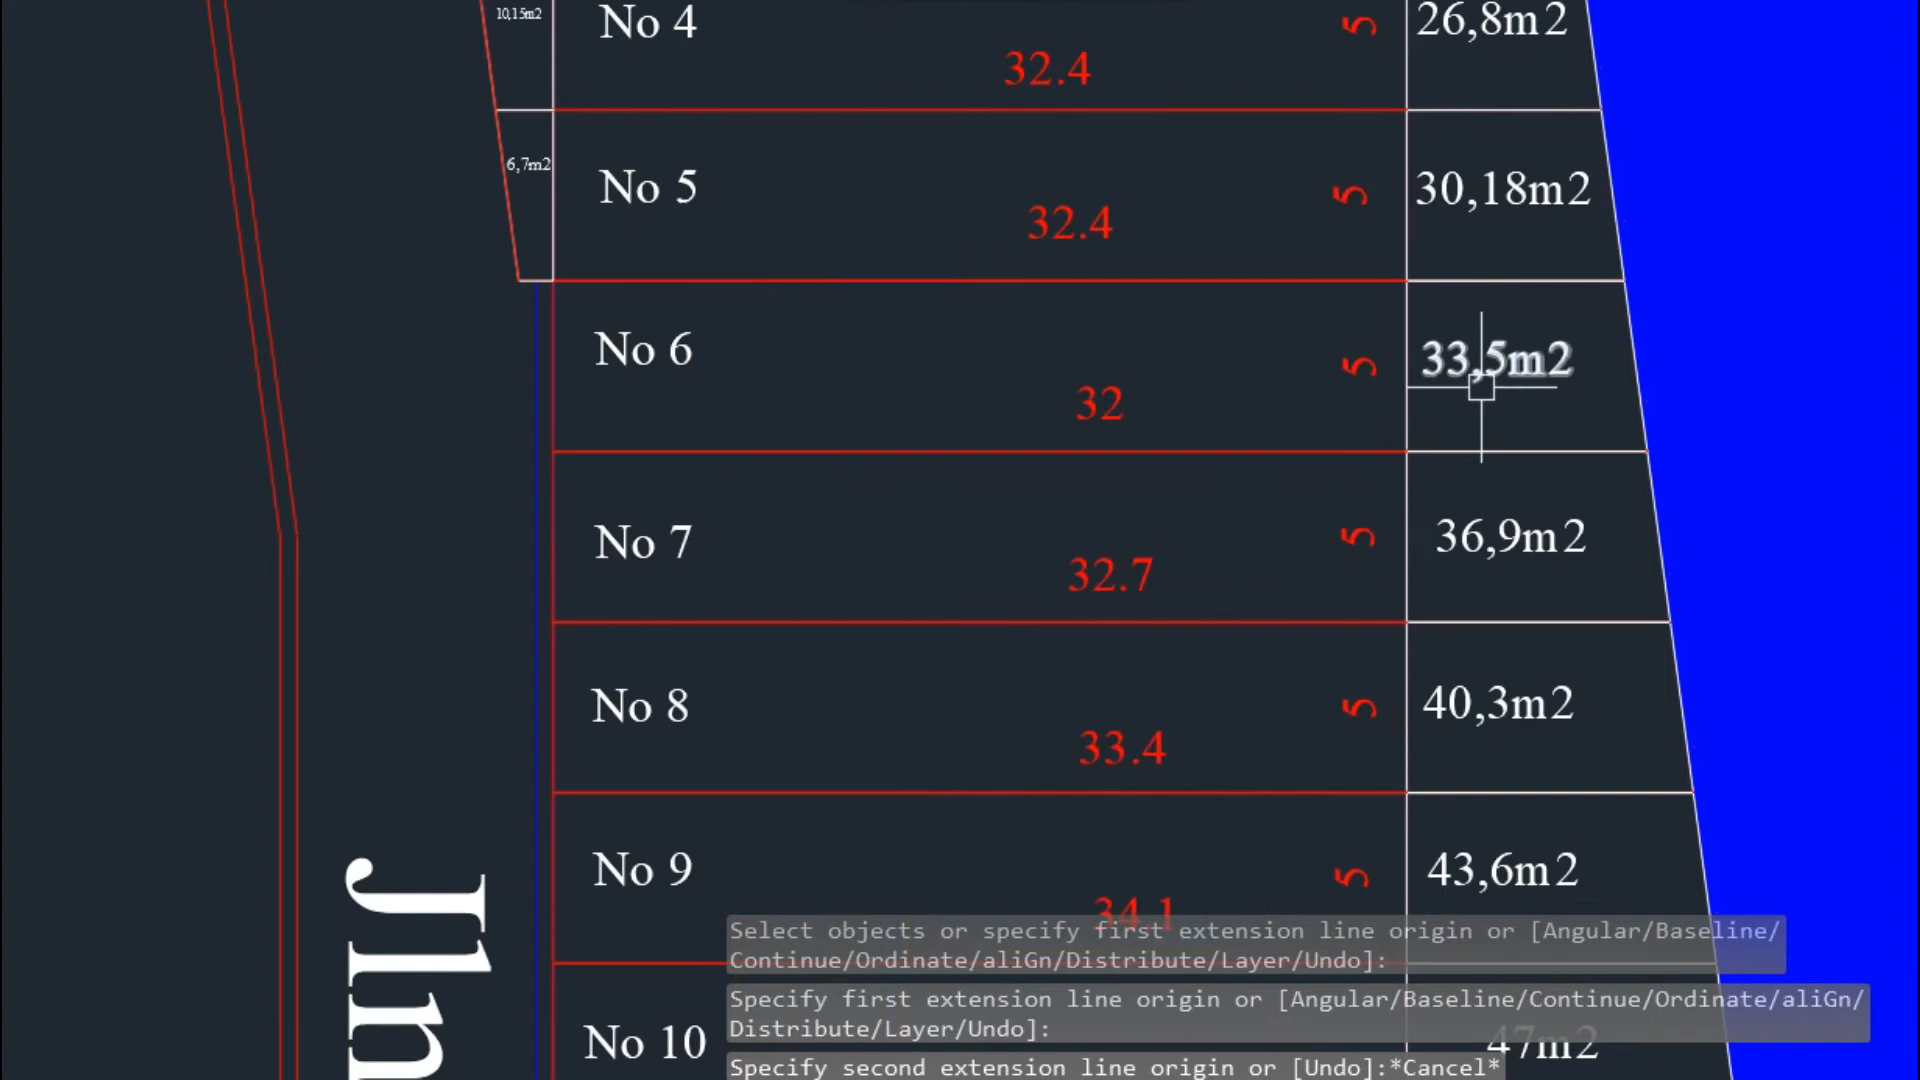 10,15m2
No 4
5
26,8m2
32.4
6,7m2
No 5
5
30,18m2
32.4
No 6
5
33,5m2
32
No 7
5
36,9m2
32.7
No 8
5
40,3m2
33.4
No 9
5
43,6m2
34.1
Jln
No 10
47m2
Select objects or specify first extension line origin or [Angular/Baseline/
Continue/Ordinate/aliGn/Distribute/Layer/Undo]:
Specify first extension line origin or [Angular/Baseline/Continue/Ordinate/aliGn/
Distribute/Layer/Undo]:
Specify second extension line origin or [Undo]:*Cancel*